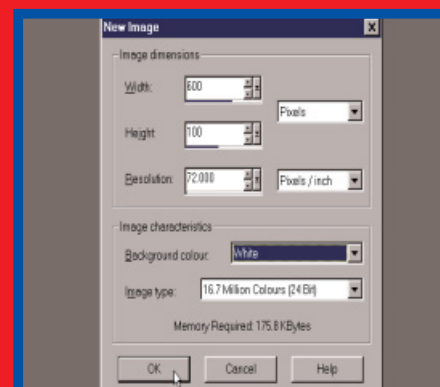 New Image
Image dimensions
Width: 600
Pixels
Height: 100
Resolution: 72.000 Pixels / inch
Image characteristics
Background colour: White
Image type: 16.7 Million Colours (24 Bit)
Memory Required: 175.8 KBytes
OK Cancel Help